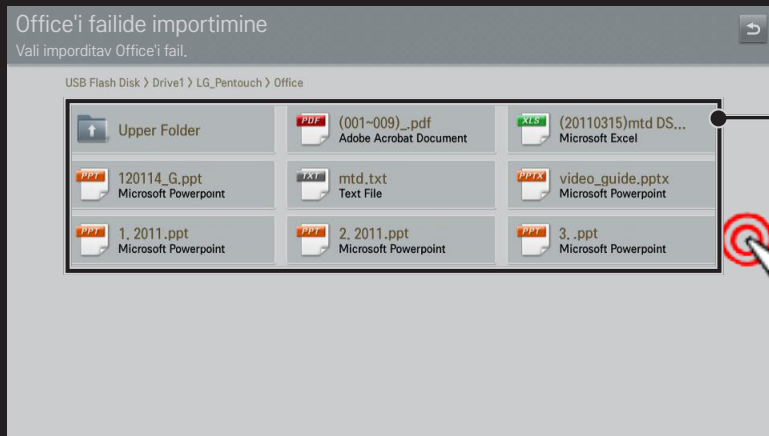 Office'i failide importimine
Vali imporditav Office'i fail.
USB Flash Disk > Drive1 > LG_Pentouch > Office
Upper Folder
PDF
(001~009)_.pdf
Adobe Acrobat Document
XLS
(20110315)mtd DS...
Microsoft Excel
PPT
120114_G.ppt
Microsoft Powerpoint
TXT
mtd.txt
Text File
PPTX
video_guide.pptx
Microsoft Powerpoint
PPT
1. 2011.ppt
Microsoft Powerpoint
PPT
2. 2011.ppt
Microsoft Powerpoint
PPT
3. .ppt
Microsoft Powerpoint